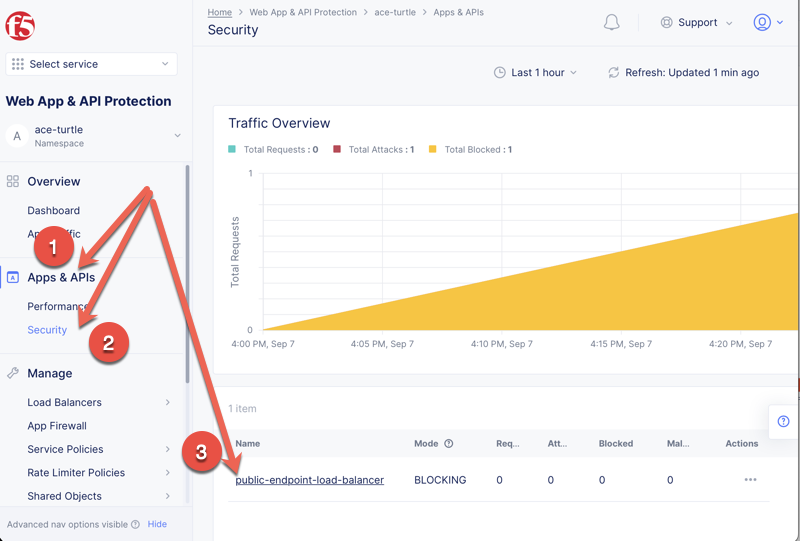 f5
Home > Web App & API Protection > ace-turtle > Apps & APIs
Security
Support
Select service
Last 1 hour
Refresh: Updated 1 min ago
Web App & API Protection
A
ace-turtle
Namespace
Overview
Dashboard
1
Apps & APIs
Performance
Security
2
Manage
Load Balancers
App Firewall
Service Policies
Rate Limiter Policies
Shared Objects
Advanced nav options visible
Hide
Traffic Overview
Total Requests : 0 Total Attacks : 1 Total Blocked : 1
Total Requests
1
0
4:00 PM, Sep 7 4:05 PM, Sep 7 4:10 PM, Sep 7 4:15 PM, Sep 7 4:20 PM, Sep 7
1 item
3
Name Mode Req... Att... Blocked Mal... Actions
public-endpoint-load-balancer BLOCKING 0 0 0 0